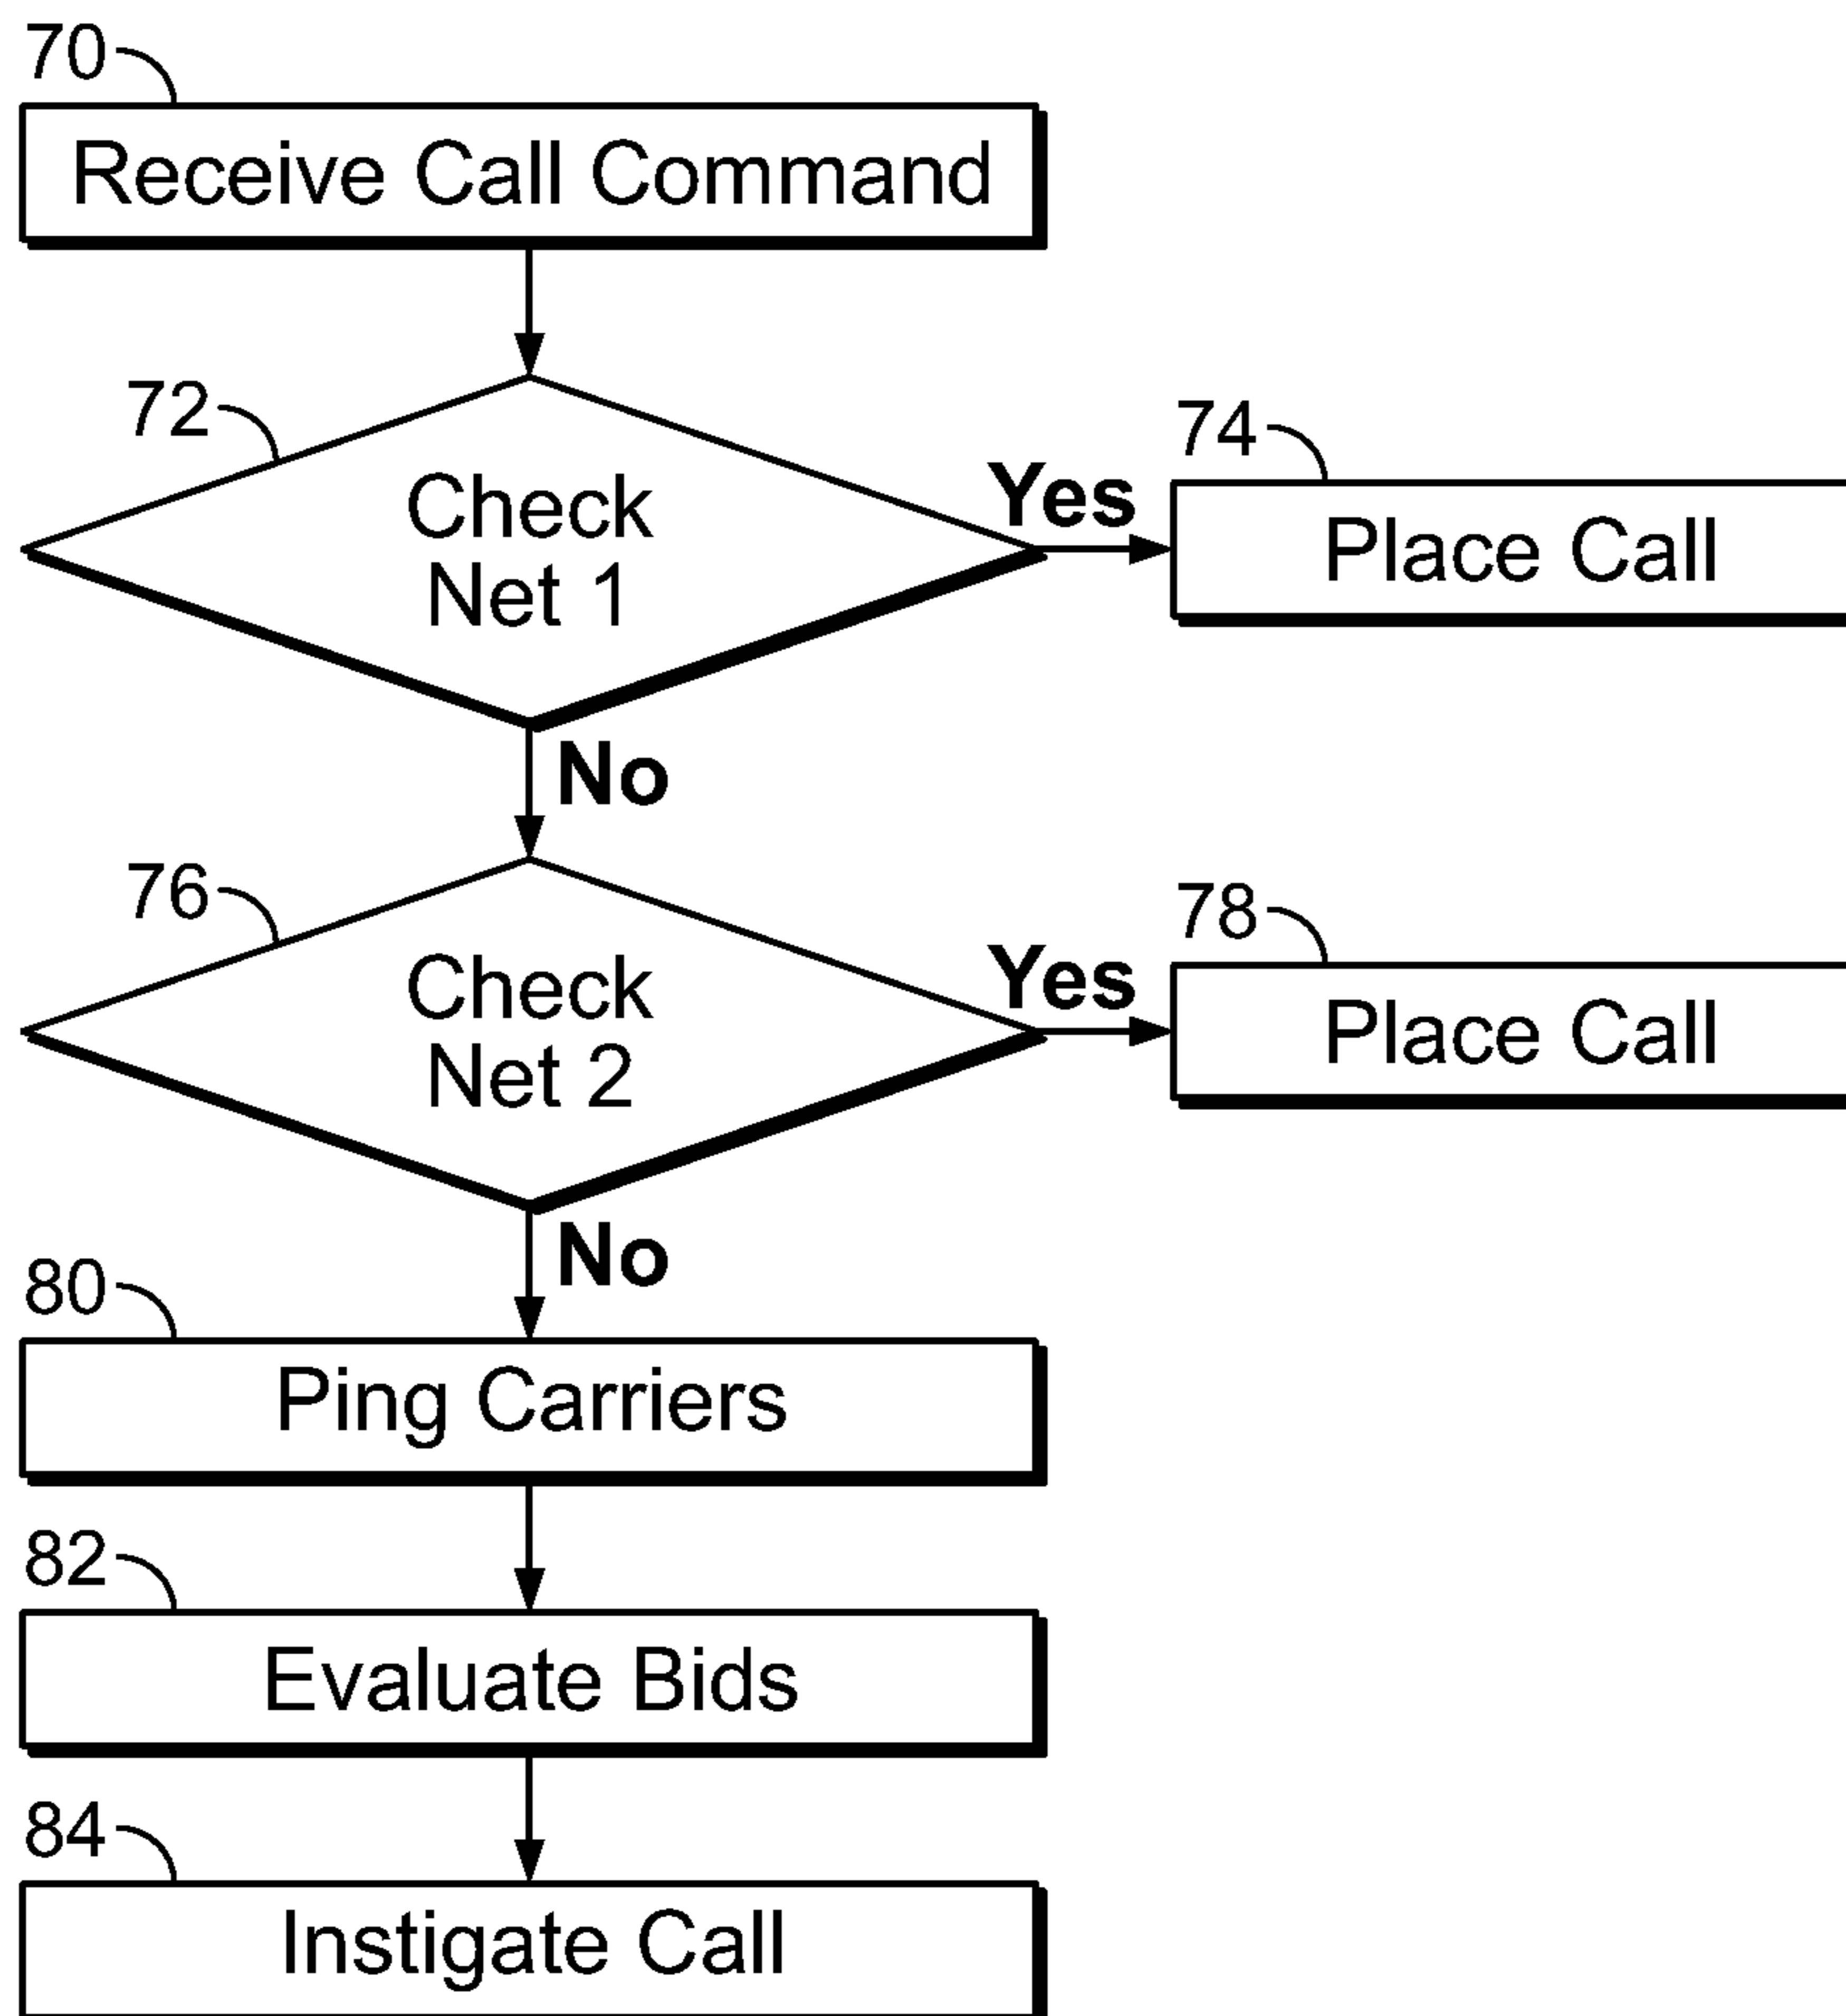 70
Receive Call Command
72
Check
Net 1
Yes
74
Place Call
No
76
Check
Net 2
Yes
78
Place Call
No
80
Ping Carriers
82
Evaluate Bids
84
Instigate Call